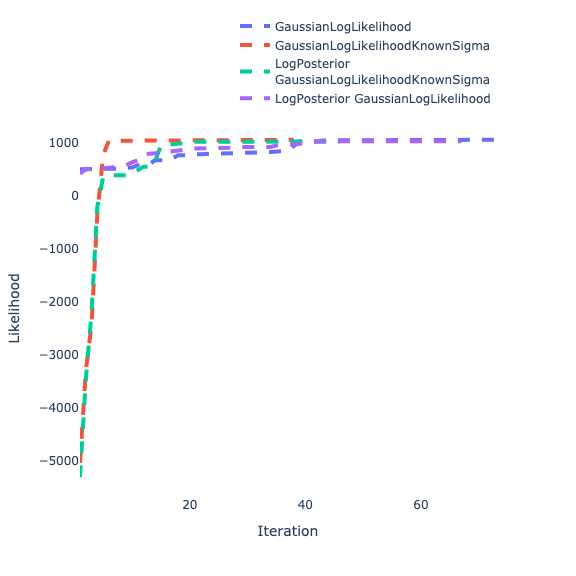 GaussianLogLikelihood
GaussianLogLikelihoodKnownSigma
LogPosterior
GaussianLogLikelihoodKnownSigma
LogPosterior GaussianLogLikelihood
1000
0
−1000
−2000
−3000
−4000
−5000
Likelihood
20
40
60
Iteration